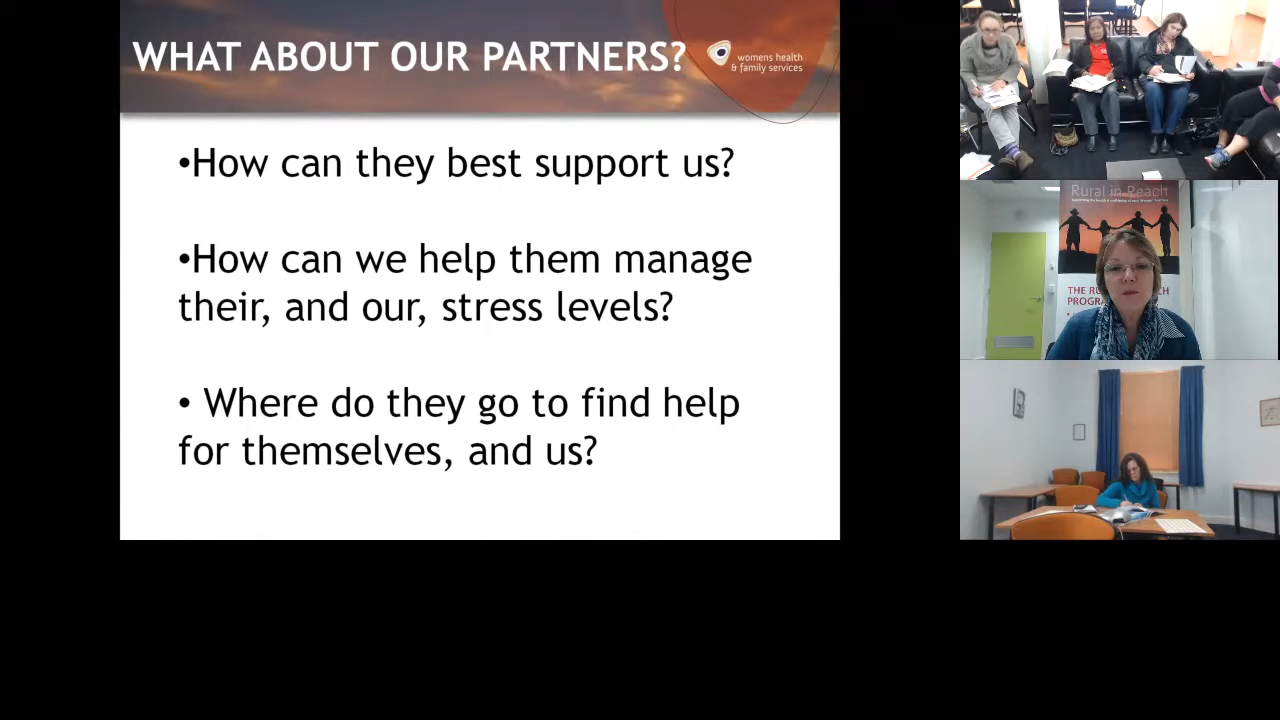 WHAT ABOUT OUR PARTNERS?
womens health
& family services
•How can they best support us?
•How can we help them manage
their, and our, stress levels?
• Where do they go to find help
for themselves, and us?
Rural in Reach
THE
PROGRA